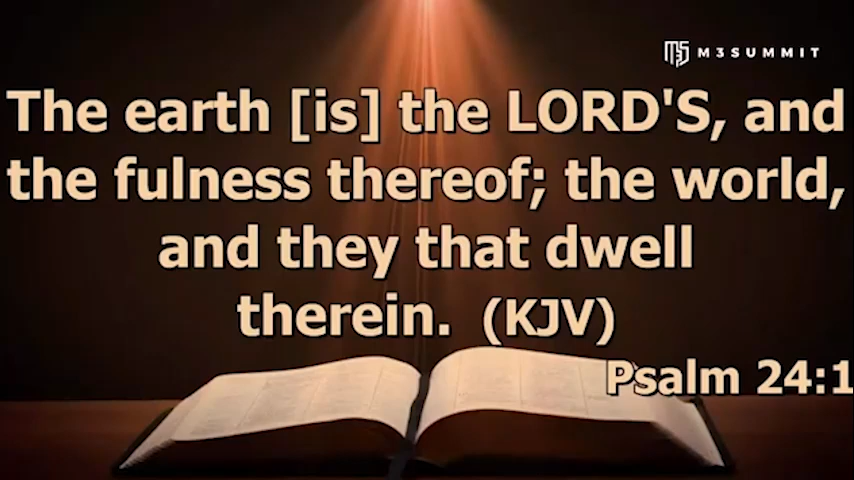 M3SUMMIT
The earth [is] the LORD'S, and
the fulness thereof; the world,
and they that dwell
therein. (KJV)
Psalm 24:1